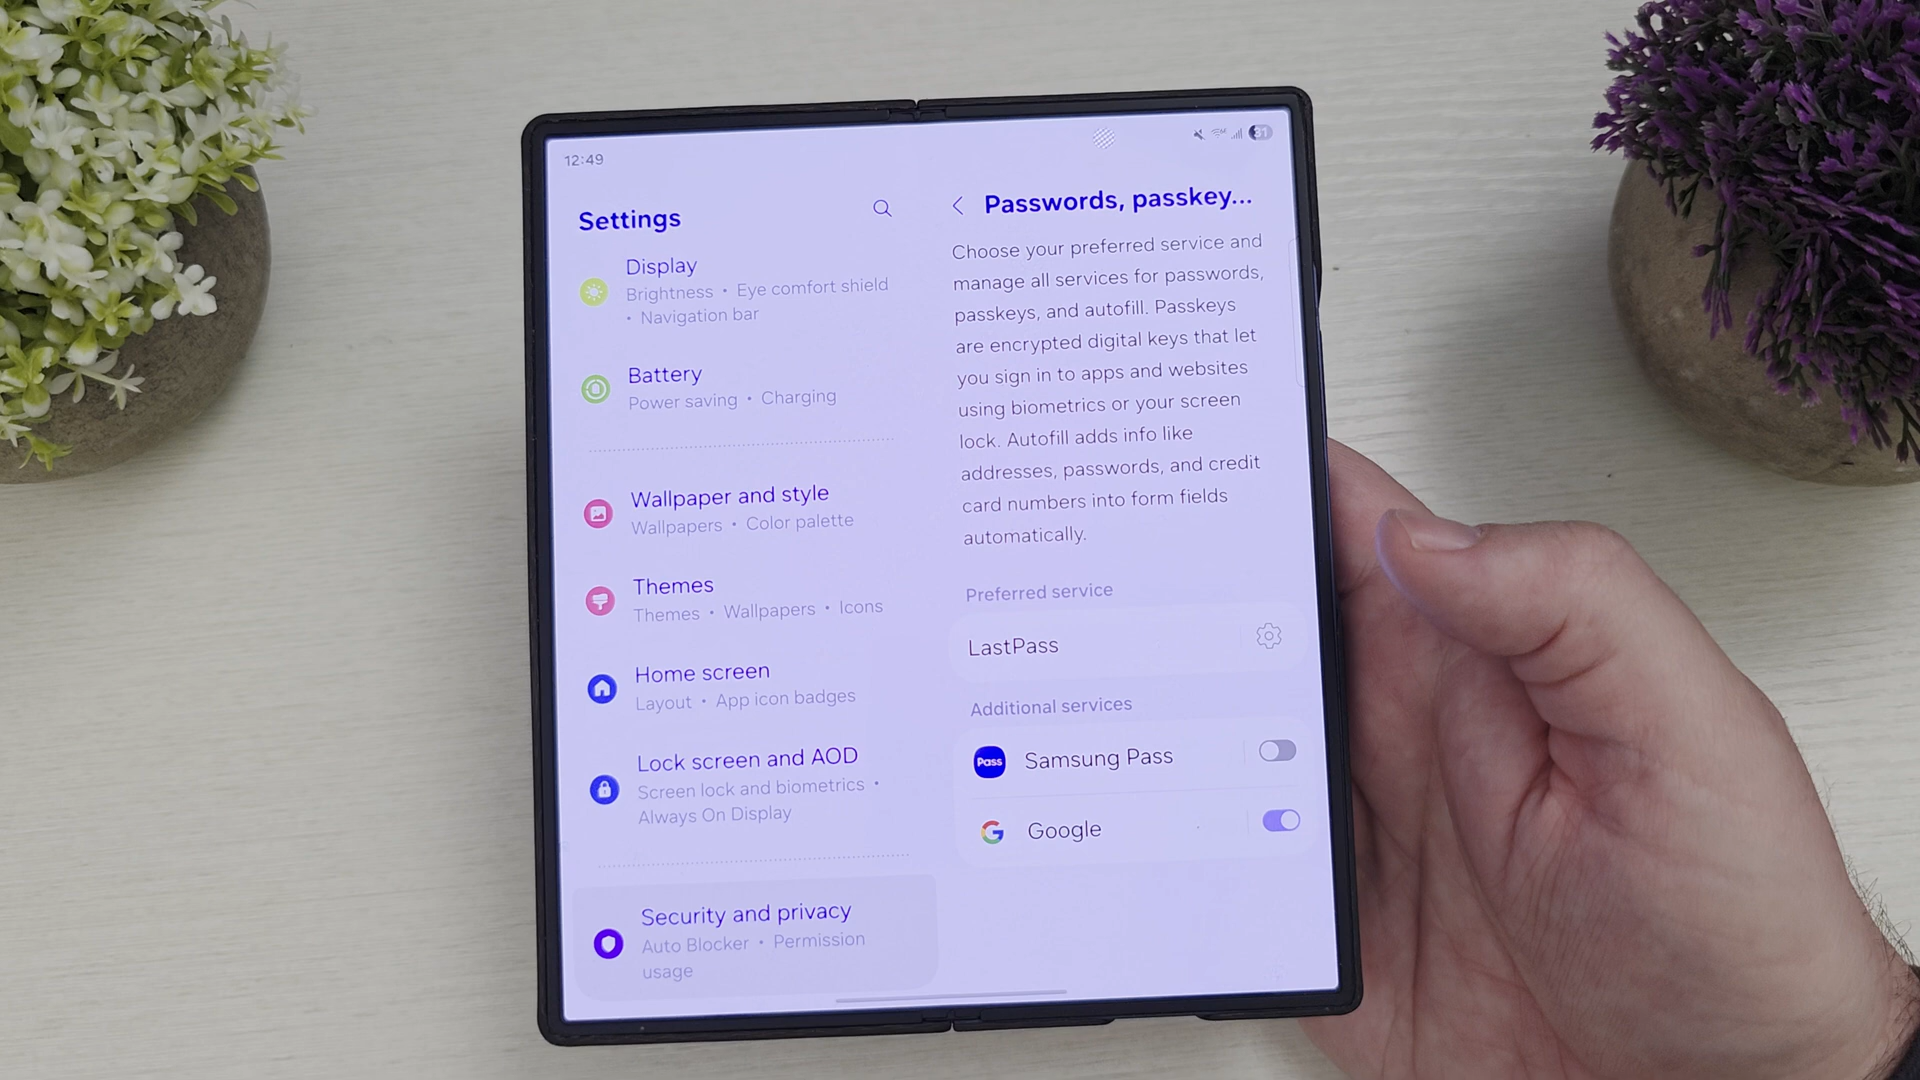 12:49
31
Settings
Display
Brightness • Eye comfort shield
• Navigation bar
Battery
Power saving • Charging
Wallpaper and style
Wallpapers • Color palette
Themes
Themes • Wallpapers • Icons
Home screen
Layout • App icon badges
Lock screen and AOD
Screen lock and biometrics •
Always On Display
Security and privacy
Auto Blocker • Permission
usage
Passwords, passkey...
Choose your preferred service and
manage all services for passwords,
passkeys, and autofill. Passkeys
are encrypted digital keys that let
you sign in to apps and websites
using biometrics or your screen
lock. Autofill adds info like
addresses, passwords, and credit
card numbers into form fields
automatically.
Preferred service
LastPass
Additional services
Pass
Samsung Pass
G
Google